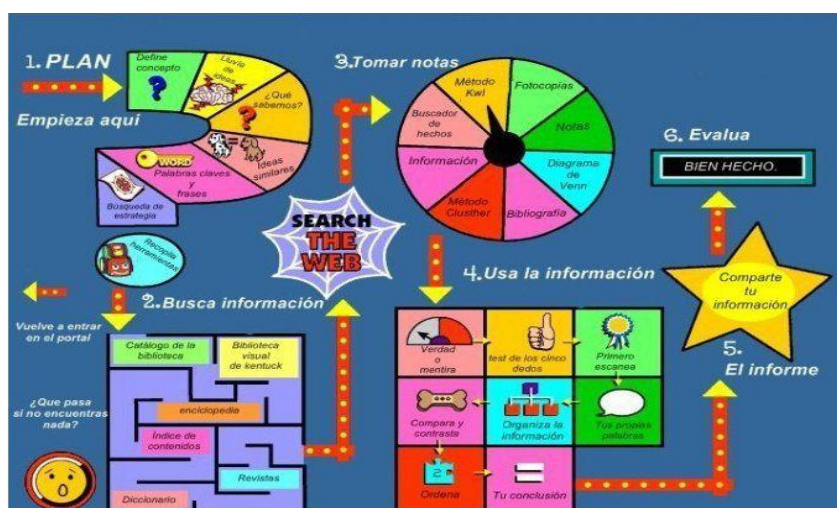 1. PLAN
Empieza aquí
Define
concepto
Lluvia
de
ideas
¿Qué
sabemos?
Ideas
similares
WORD
Palabras claves
y
frases
Búsqueda de
estrategia
Recopila
herramientas
2. Busca información
Vuelve a entrar
en el portal
¿Que pasa
si no encuentras
nada?
Catálogo de la
biblioteca
Biblioteca
visual
de kentuck
enciclopedia
Índice de
contenidos
Revistas
Diccionario
SEARCH
THE
WEB
3. Tomar notas
Método
Kwl
Fotocopias
Notas
Diagrama
de
Venn
Bibliografía
Método
Clusther
Información
Buscador
de
hechos
4. Usa la información
Verdad
o
mentira
test de los cinco
dedos
Primero
escanea
Compara y
contrasta
Organiza la
información
Tus propias
palabras
2
Ordena
Tu conclusión
5.
El informe
Comparte
tu
información
6. Evalua
BIEN HECHO.